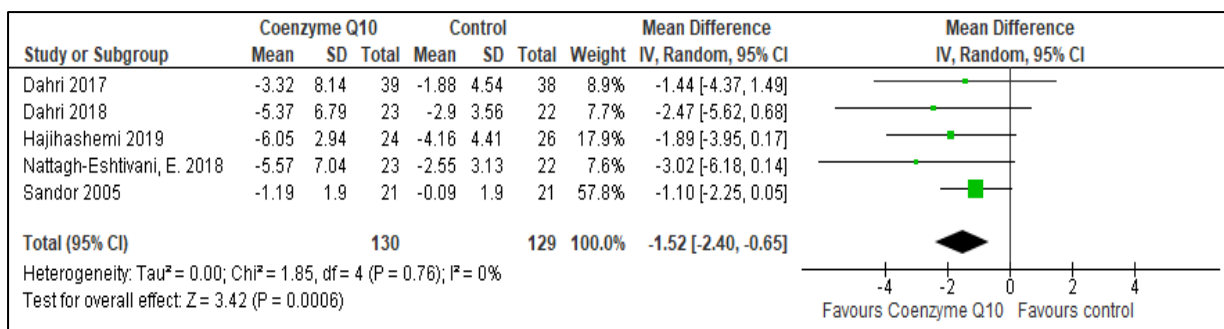 Coenzyme Q10 Control Mean Difference Mean Difference
Study or Subgroup Mean SD Total Mean SD Total Weight IV, Random, 95% CI IV, Random, 95% CI
Dahri 2017 -3.32 8.14 39 -1.88 4.54 38 8.9% -1.44 [-4.37, 1.49]
Dahri 2018 -5.37 6.79 23 -2.9 3.56 22 7.7% -2.47 [-5.62, 0.68]
Hajihashemi 2019 -6.05 2.94 24 -4.16 4.41 26 17.9% -1.89 [-3.95, 0.17]
Nattagh-Eshtivani, E. 2018 -5.57 7.04 23 -2.55 3.13 22 7.6% -3.02 [-6.18, 0.14]
Sandor 2005 -1.19 1.9 21 -0.09 1.9 21 57.8% -1.10 [-2.25, 0.05]
Total (95% CI) 130 129 100.0% -1.52 [-2.40, -0.65]
Heterogeneity: Tau² = 0.00; Chi² = 1.85, df = 4 (P = 0.76); I² = 0%
Test for overall effect: Z = 3.42 (P = 0.0006)
-4 -2 0 2 4
Favours Coenzyme Q10 Favours control